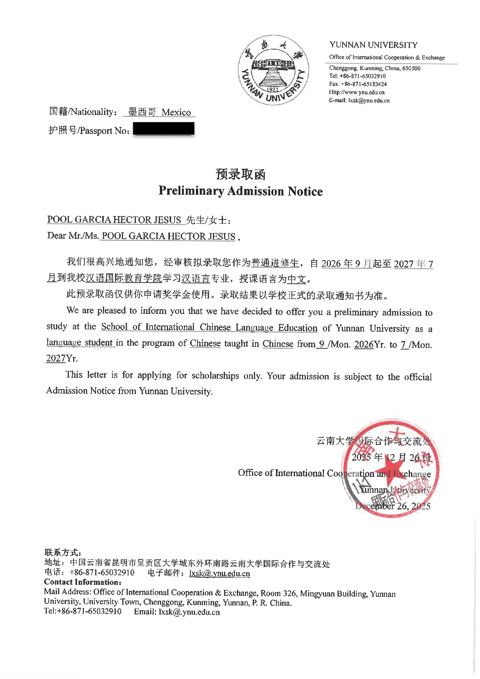 云南大学
YUNNAN UNIVERSITY
1923
YUNNAN UNIVERSITY
Office of International Cooperation & Exchange
Chenggong, Kunming, China, 650500
Tel: +86-871-65032910
Fax: +86-871-65183424
Http://www.ynu.edu.cn
E-mail: lxsk@ynu.edu.cn
国籍/Nationality: 墨西哥 Mexico
护照号/Passport No:
预录取函
Preliminary Admission Notice
POOL GARCIA HECTOR JESUS 先生/女士:
Dear Mr./Ms. POOL GARCIA HECTOR JESUS ,
我们很高兴地通知您，经审核拟录取您作为普通进修生，自 2026 年 9 月起至 2027 年 7
月到我校汉语国际教育学院学习汉语言专业，授课语言为中文。
此预录取函仅供你申请奖学金使用。录取结果以学校正式的录取通知书为准。
We are pleased to inform you that we have decided to offer you a preliminary admission to
study at the School of International Chinese Language Education of Yunnan University as a
language student in the program of Chinese taught in Chinese from 9 /Mon. 2026Yr. to 7 /Mon.
2027Yr.
This letter is for applying for scholarships only. Your admission is subject to the official
Admission Notice from Yunnan University.
云南大学国际合作与交流处
2025 年 12 月 26 日
Office of International Cooperation and Exchange
Yunnan University
December 26, 2025
联系方式:
地址: 中国云南省昆明市呈贡区大学城东外环南路云南大学国际合作与交流处
电话: +86-871-65032910 电子邮件: lxsk@.ynu.edu.cn
Contact Information:
Mail Address: Office of International Cooperation & Exchange, Room 326, Mingyuan Building, Yunnan
University, University Town, Chenggong, Kunming, Yunnan, P. R. China.
Tel:+86-871-65032910 Email: lxsk@.ynu.edu.cn